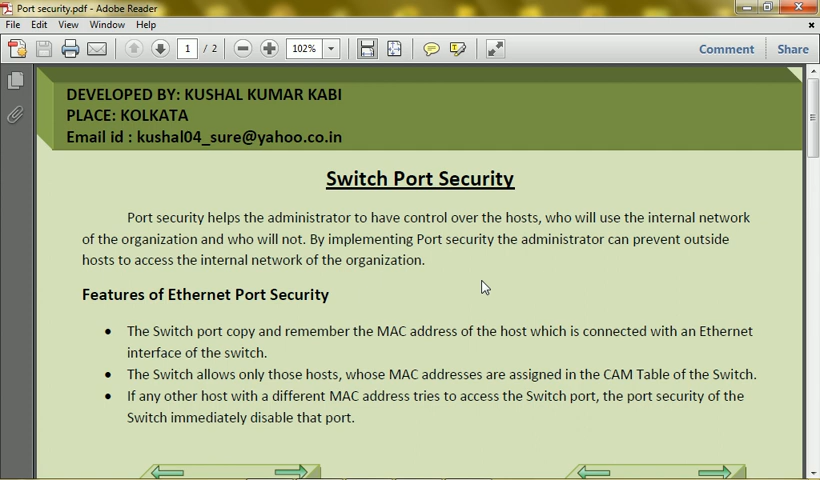 Port security.pdf - Adobe Reader
File Edit View Window Help
1 / 2 102% Comment Share
DEVELOPED BY: KUSHAL KUMAR KABI
PLACE: KOLKATA
Email id : kushal04_sure@yahoo.co.in
Switch Port Security
Port security helps the administrator to have control over the hosts, who will use the internal network
of the organization and who will not. By implementing Port security the administrator can prevent outside
hosts to access the internal network of the organization.
Features of Ethernet Port Security
• The Switch port copy and remember the MAC address of the host which is connected with an Ethernet
interface of the switch.
• The Switch allows only those hosts, whose MAC addresses are assigned in the CAM Table of the Switch.
• If any other host with a different MAC address tries to access the Switch port, the port security of the
Switch immediately disable that port.